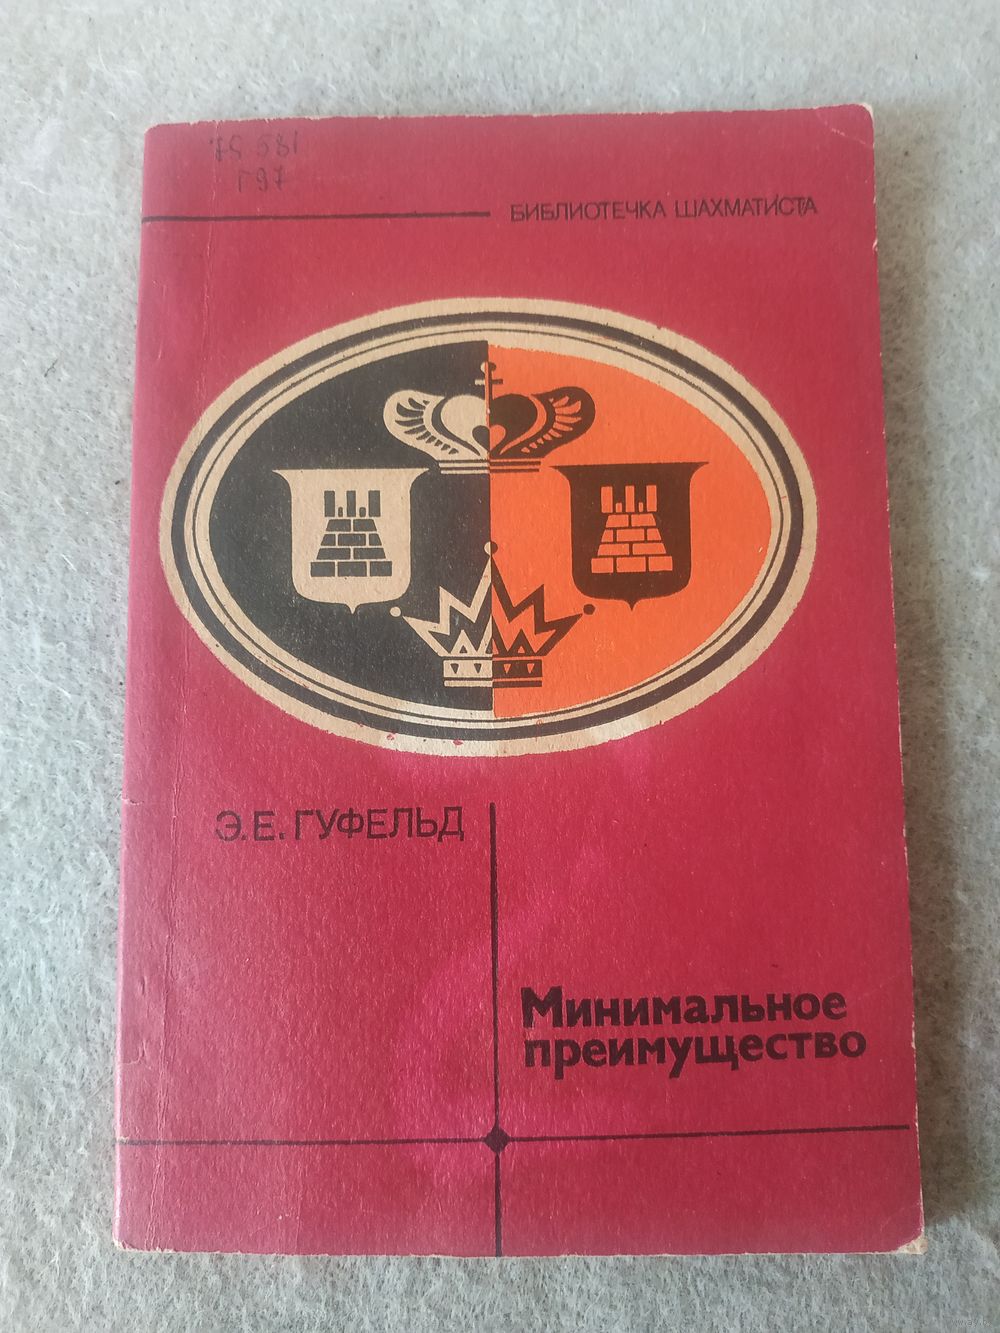 75 581
Г97
БИБЛИОТЕЧКА ШАХМАТИСТА
Э.Е. ГУФЕЛЬД
Минимальное
преимущество